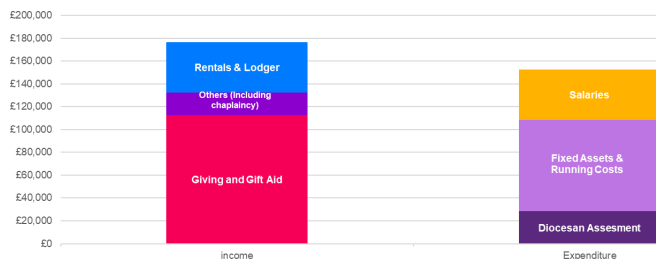 £200,000
£180,000
£160,000
£140,000
£120,000
£100,000
£80,000
£60,000
£40,000
£20,000
£0
Rentals & Lodger
Others (Including
chaplaincy)
Giving and Gift Aid
Salaries
Fixed Assets &
Running Costs
Diocesan Assesment
income
Expenditure